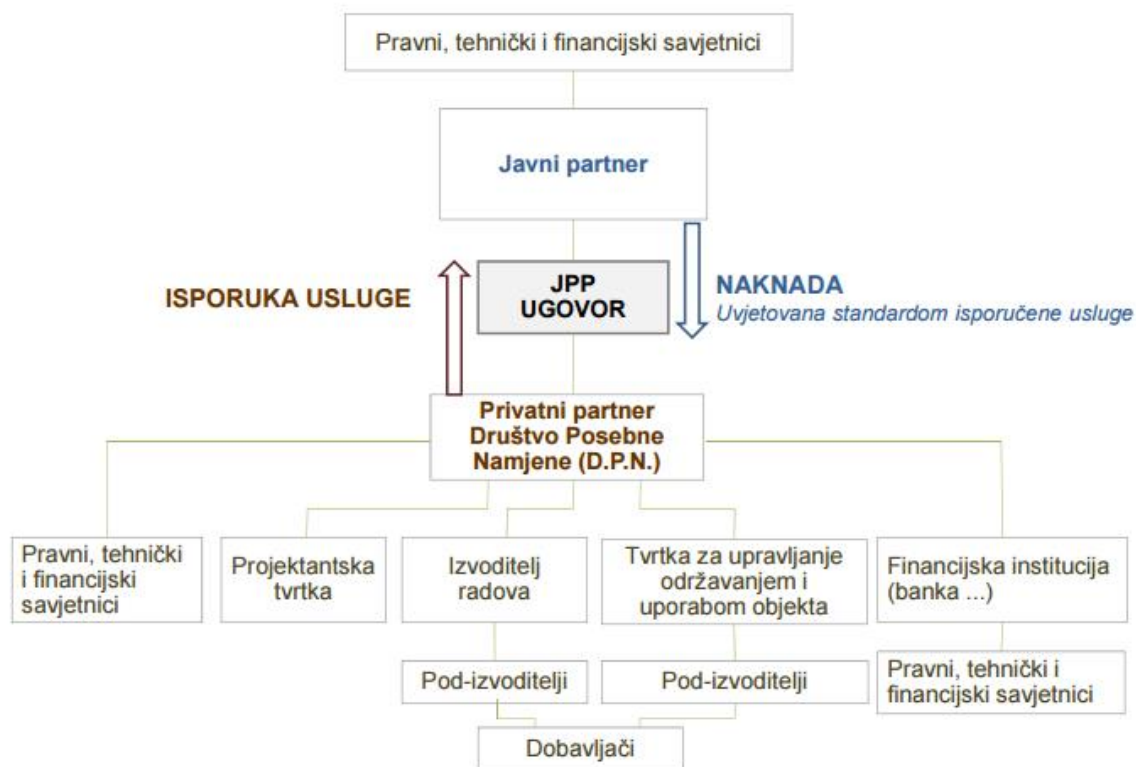 Pravni, tehnički i financijski savjetnici
Javni partner
ISPORUKA USLUGE
JPP
UGOVOR
NAKNADA
Uvjetovana standardom isporučene usluge
Privatni partner
Društvo Posebne
Namjene (D.P.N.)
Pravni, tehnički
i financijski
savjetnici
Projektantska
tvrtka
Izvoditelj
radova
Tvrtka za upravljanje
održavanjem i
uporabom objekta
Financijska institucija
(banka ...)
Pod-izvoditelji
Pod-izvoditelji
Pravni, tehnički i
financijski savjetnici
Dobavljači